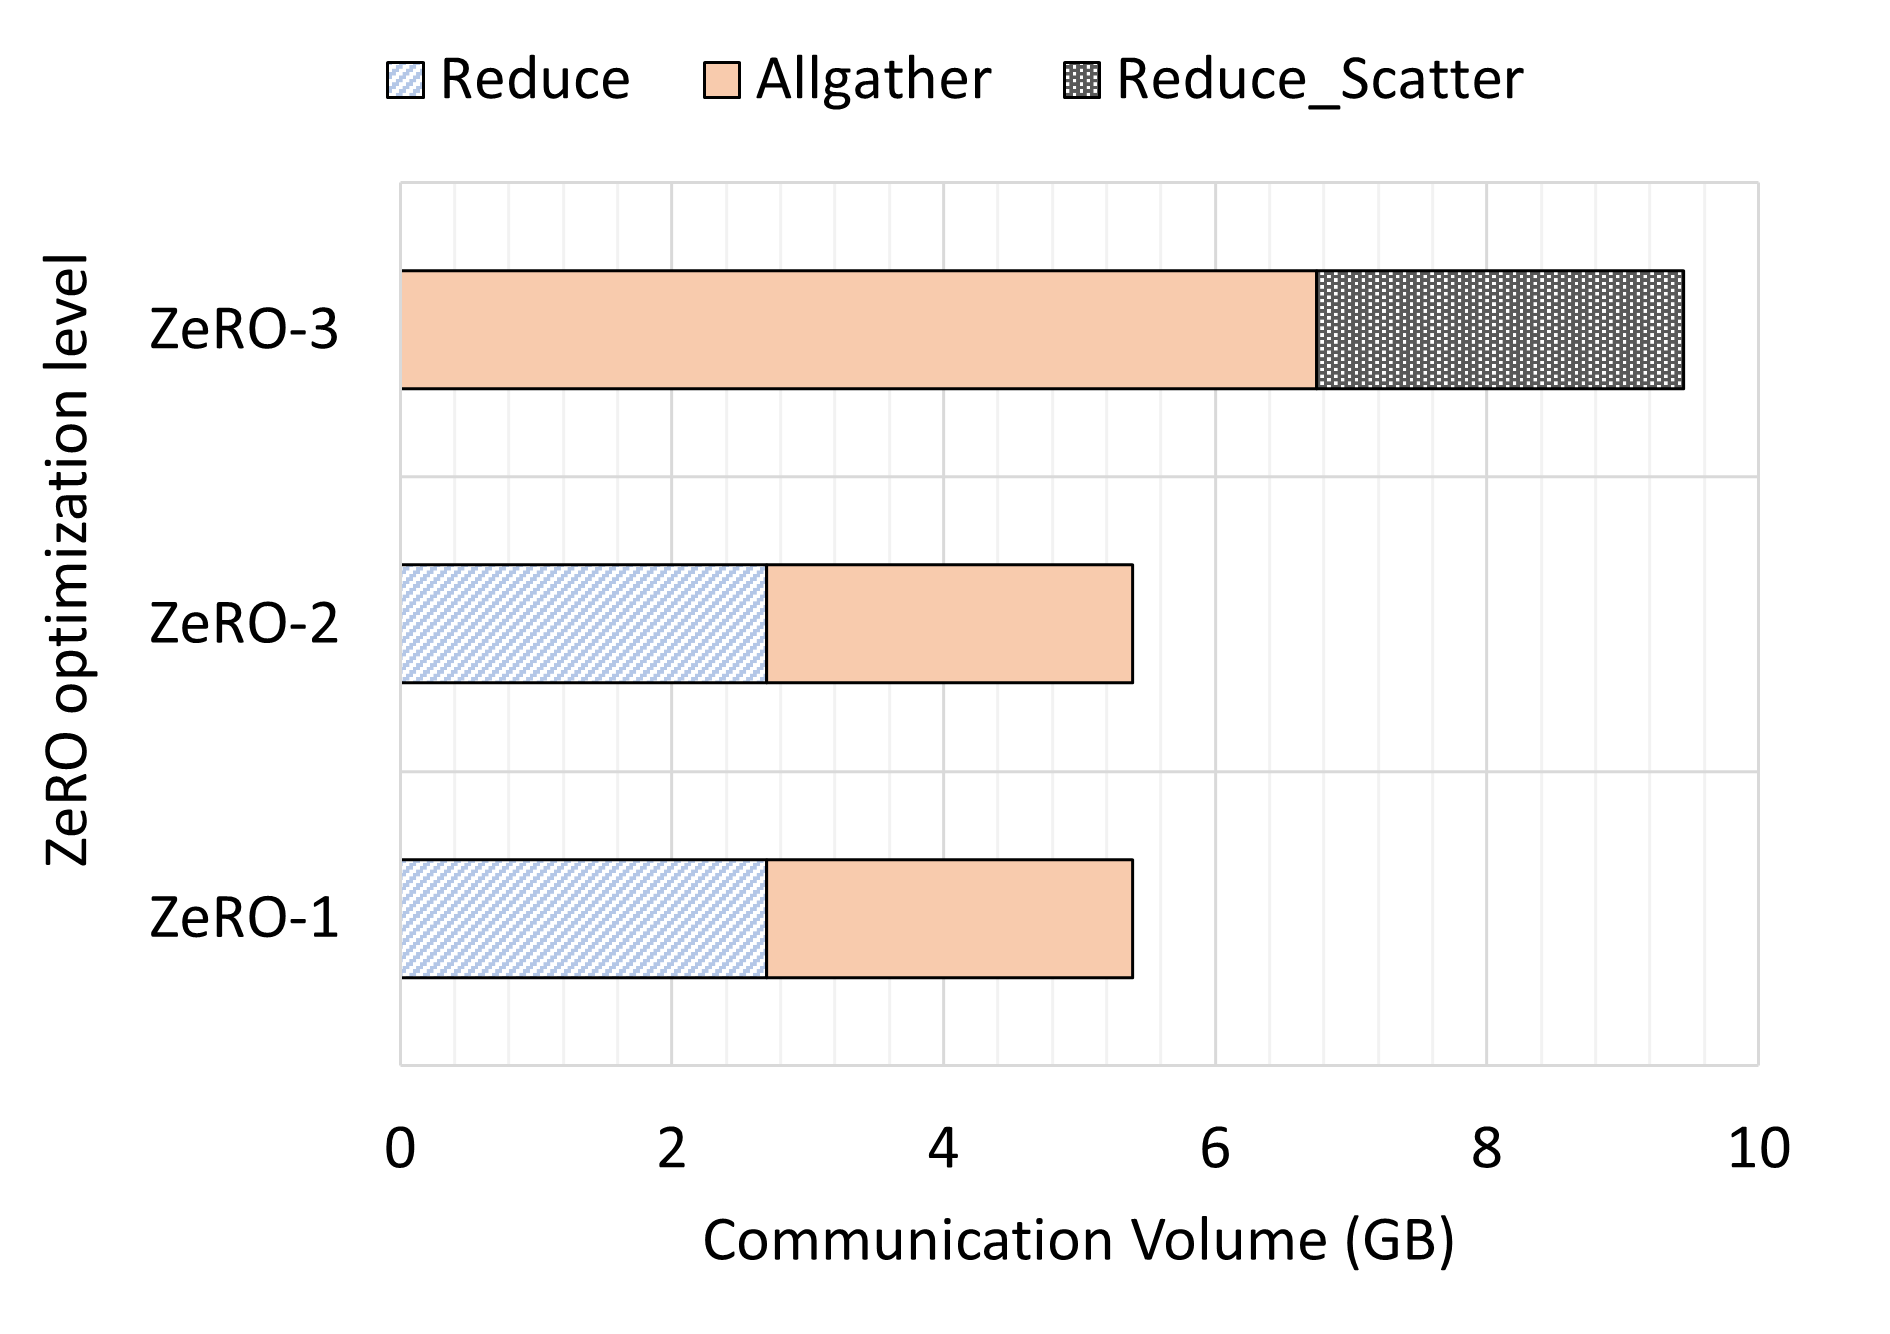 Reduce Allgather Reduce_Scatter
ZeRO optimization level
ZeRO-3
ZeRO-2
ZeRO-1
0 2 4 6 8 10
Communication Volume (GB)